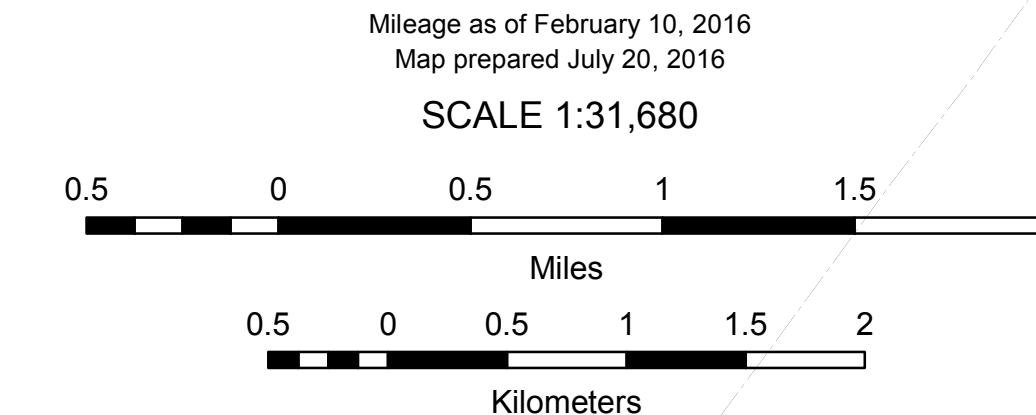 Mileage as of February 10, 2016
Map prepared July 20, 2016
SCALE 1:31,680
0.5 0 0.5 1 1.5
Miles
0.5 0 0.5 1 1.5 2
Kilometers